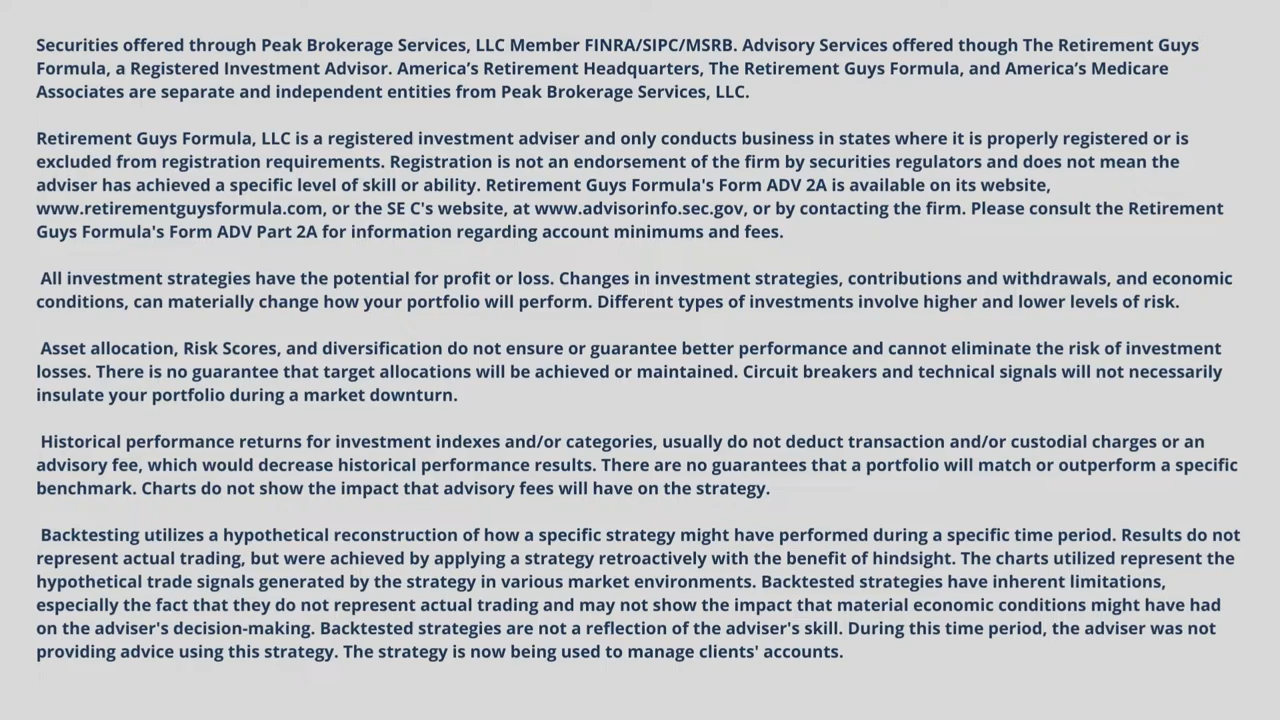 Securities offered through Peak Brokerage Services, LLC Member FINRA/SIPC/MSRB. Advisory Services offered though The Retirement Guys
Formula, a Registered Investment Advisor. America’s Retirement Headquarters, The Retirement Guys Formula, and America’s Medicare
Associates are separate and independent entities from Peak Brokerage Services, LLC.
Retirement Guys Formula, LLC is a registered investment adviser and only conducts business in states where it is properly registered or is
excluded from registration requirements. Registration is not an endorsement of the firm by securities regulators and does not mean the
adviser has achieved a specific level of skill or ability. Retirement Guys Formula's Form ADV 2A is available on its website,
www.retirementguysformula.com, or the SE C's website, at www.advisorinfo.sec.gov, or by contacting the firm. Please consult the Retirement
Guys Formula's Form ADV Part 2A for information regarding account minimums and fees.
All investment strategies have the potential for profit or loss. Changes in investment strategies, contributions and withdrawals, and economic
conditions, can materially change how your portfolio will perform. Different types of investments involve higher and lower levels of risk.
Asset allocation, Risk Scores, and diversification do not ensure or guarantee better performance and cannot eliminate the risk of investment
losses. There is no guarantee that target allocations will be achieved or maintained. Circuit breakers and technical signals will not necessarily
insulate your portfolio during a market downturn.
Historical performance returns for investment indexes and/or categories, usually do not deduct transaction and/or custodial charges or an
advisory fee, which would decrease historical performance results. There are no guarantees that a portfolio will match or outperform a specific
benchmark. Charts do not show the impact that advisory fees will have on the strategy.
Backtesting utilizes a hypothetical reconstruction of how a specific strategy might have performed during a specific time period. Results do not
represent actual trading, but were achieved by applying a strategy retroactively with the benefit of hindsight. The charts utilized represent the
hypothetical trade signals generated by the strategy in various market environments. Backtested strategies have inherent limitations,
especially the fact that they do not represent actual trading and may not show the impact that material economic conditions might have had
on the adviser's decision-making. Backtested strategies are not a reflection of the adviser's skill. During this time period, the adviser was not
providing advice using this strategy. The strategy is now being used to manage clients' accounts.